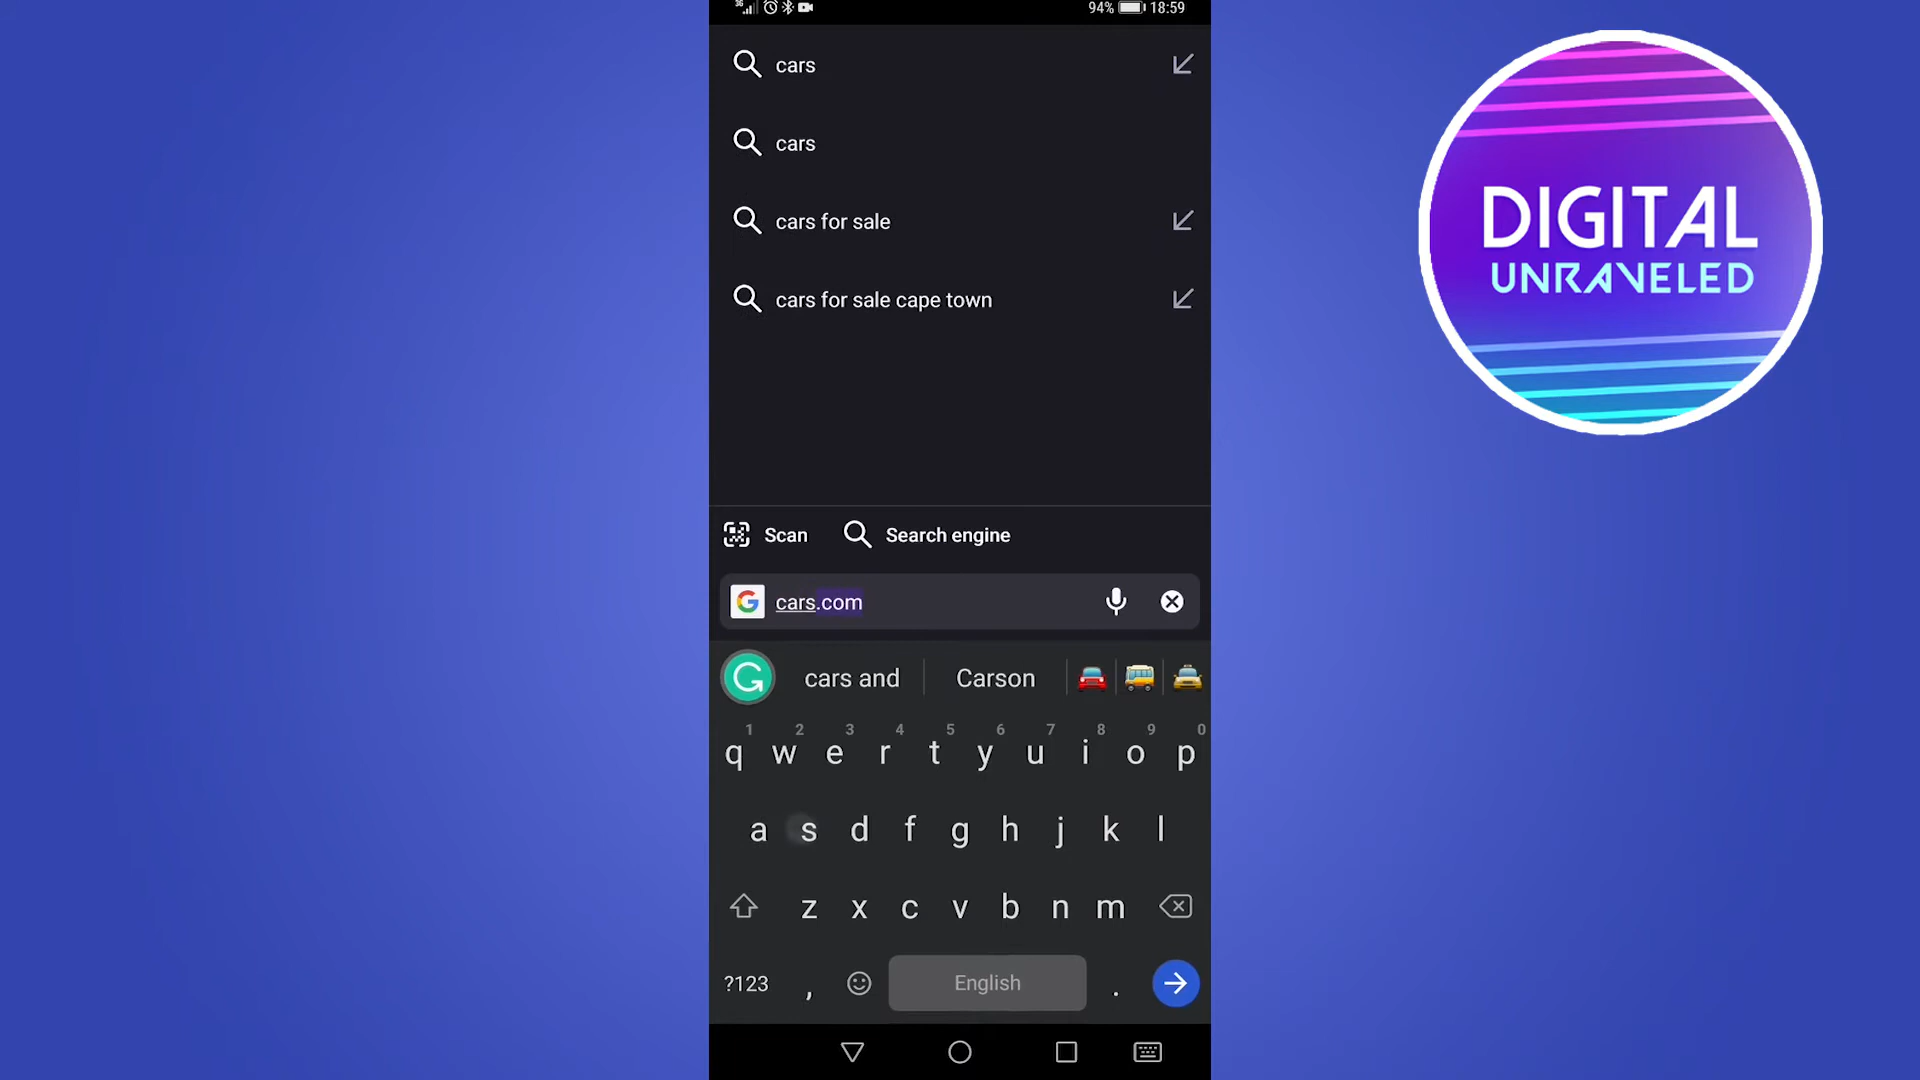 3G
94% 18:59
cars
cars
cars for sale
cars for sale cape town
Scan Search engine
cars.com
cars and Carson
1 2 3 4 5 6 7 8 9 0
q w e r t y u i o p
a s d f g h j k l
z x c v b n m
?123 , English .
DIGITAL
UNRAVELED